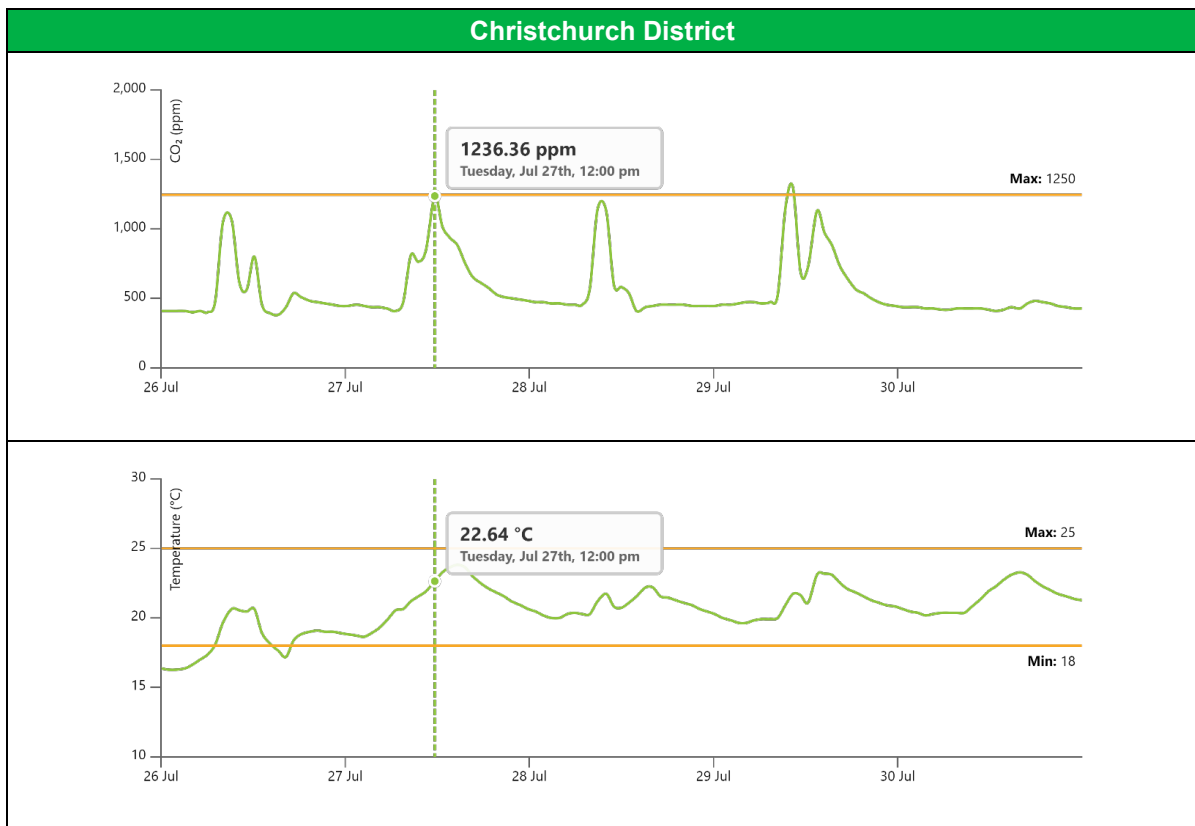 Christchurch District
2,000
CO₂ (ppm)
1236.36 ppm
Tuesday, Jul 27th, 12:00 pm
1,500
Max: 1250
1,000
500
0
26 Jul
27 Jul
28 Jul
29 Jul
30 Jul
30
Temperature (°C)
22.64 °C
Tuesday, Jul 27th, 12:00 pm
Max: 25
25
20
Min: 18
15
10
26 Jul
27 Jul
28 Jul
29 Jul
30 Jul